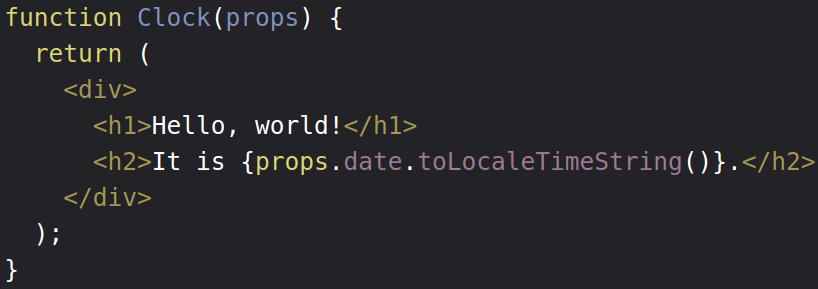 function Clock(props) {
  return (
    <div>
      <h1>Hello, world!</h1>
      <h2>It is {props.date.toLocaleTimeString()}.</h2>
    </div>
  );
}